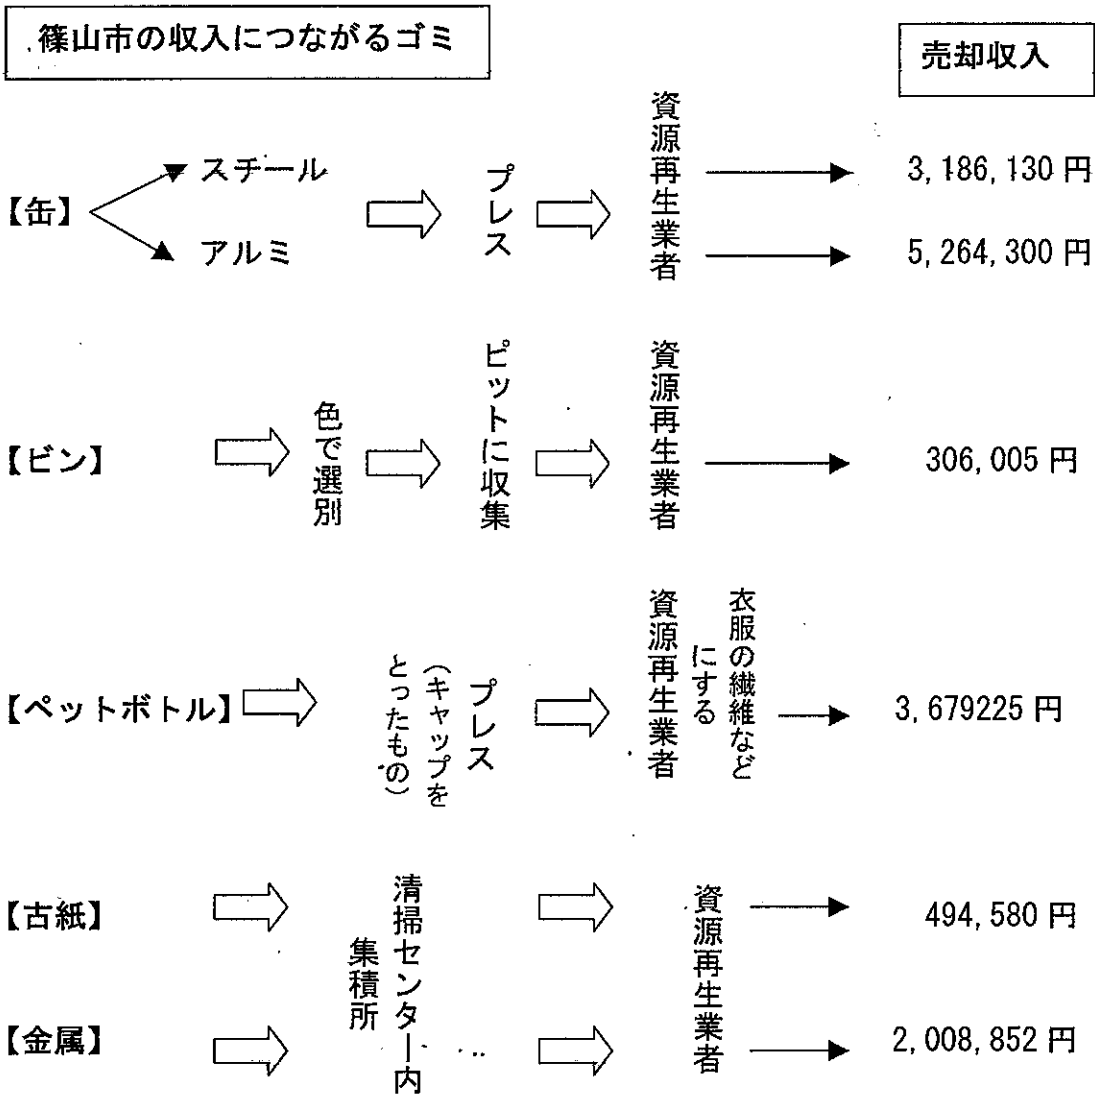 篠山市の収入につながるゴミ
売却収入
【缶】
スチール
アルミ
プレス
資源再生業者
3,186,130 円
5,264,300 円
【ビン】
色で選別
ピットに収集
資源再生業者
306,005 円
【ペットボトル】
プレス
（キャップを
とったもの）
資源再生業者
衣服の繊維など
にする
3,679225 円
【古紙】
【金属】
清掃センター内
集積所
資源再生業者
494,580 円
2,008,852 円